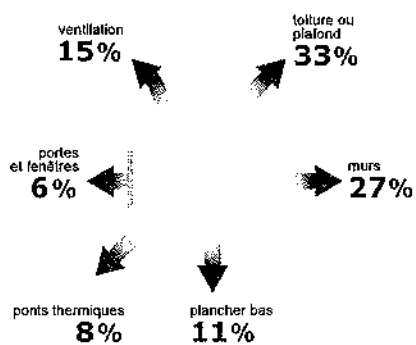 ventilation
15%
toiture ou
plafond
33%
portes
et fenêtres
6%
murs
27%
ponts thermiques
8%
plancher bas
11%